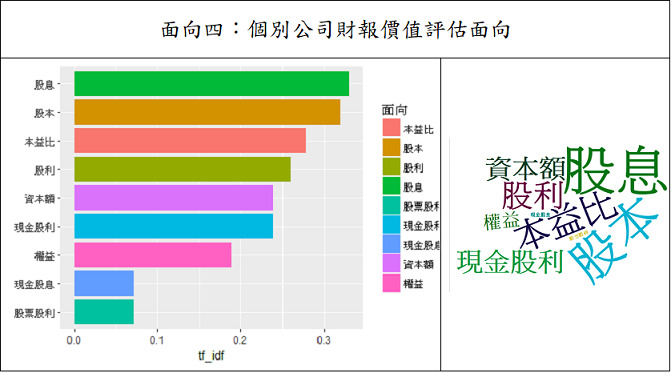 面向四：個別公司財報價值評估面向
股息
股本
本益比
股利
資本額
現金股利
權益
現金股息
股票股利
0.0 0.1 0.2 0.3
tf_idf
面向
本益比
股本
股利
股息
股票股利
現金股利
現金股息
資本額
權益
資本額
股息
股利
權益
現金股息
本益比
股本
現金股利